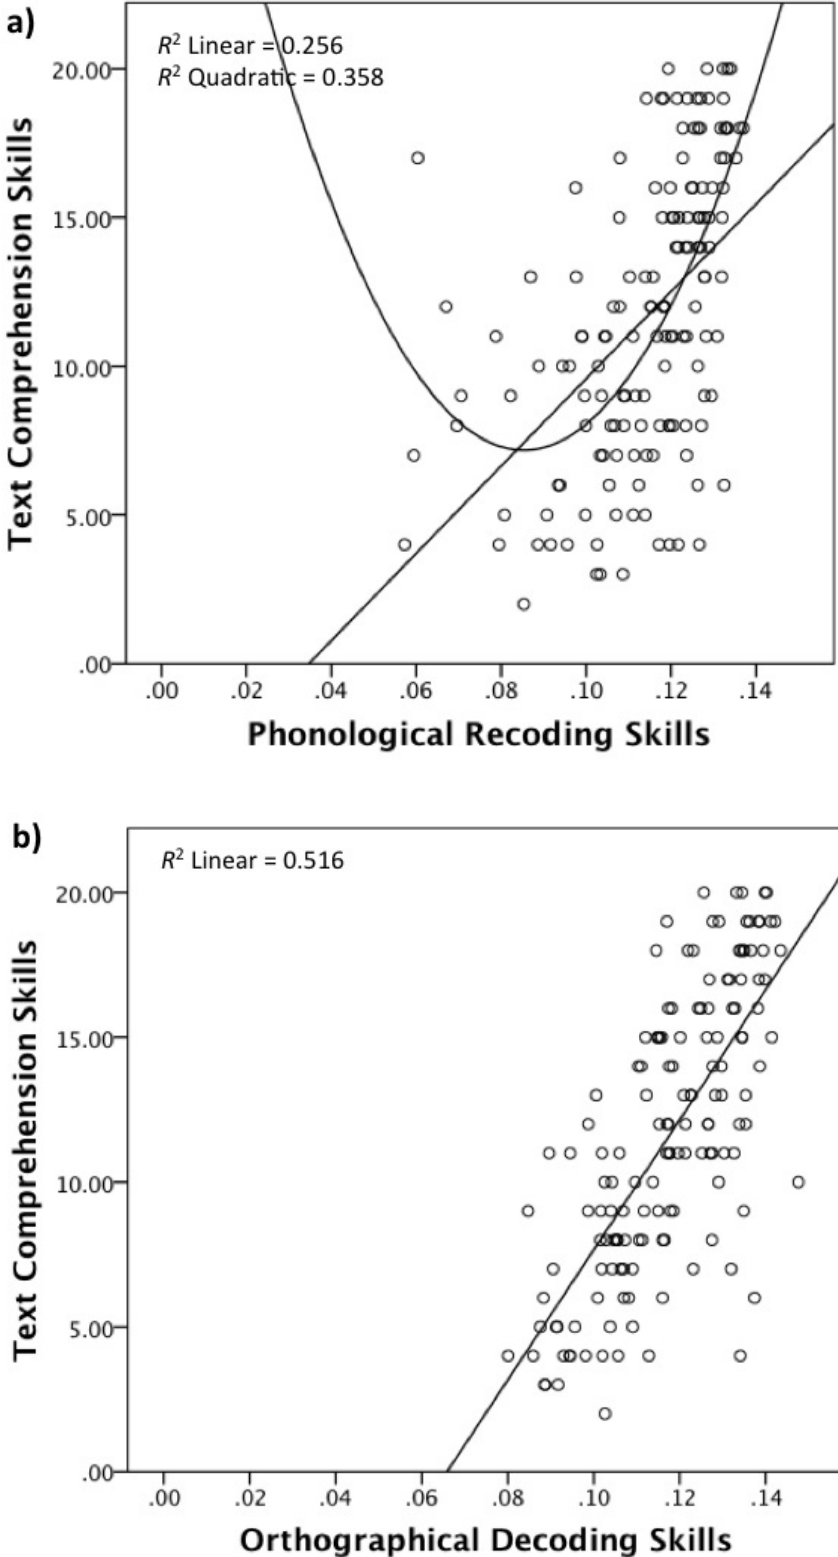 a)
R² Linear = 0.256
R² Quadratic = 0.358
20.00
15.00
10.00
5.00
.00
Text Comprehension Skills
.00 .02 .04 .06 .08 .10 .12 .14
Phonological Recoding Skills
b)
R² Linear = 0.516
20.00
15.00
10.00
5.00
.00
Text Comprehension Skills
.00 .02 .04 .06 .08 .10 .12 .14
Orthographical Decoding Skills